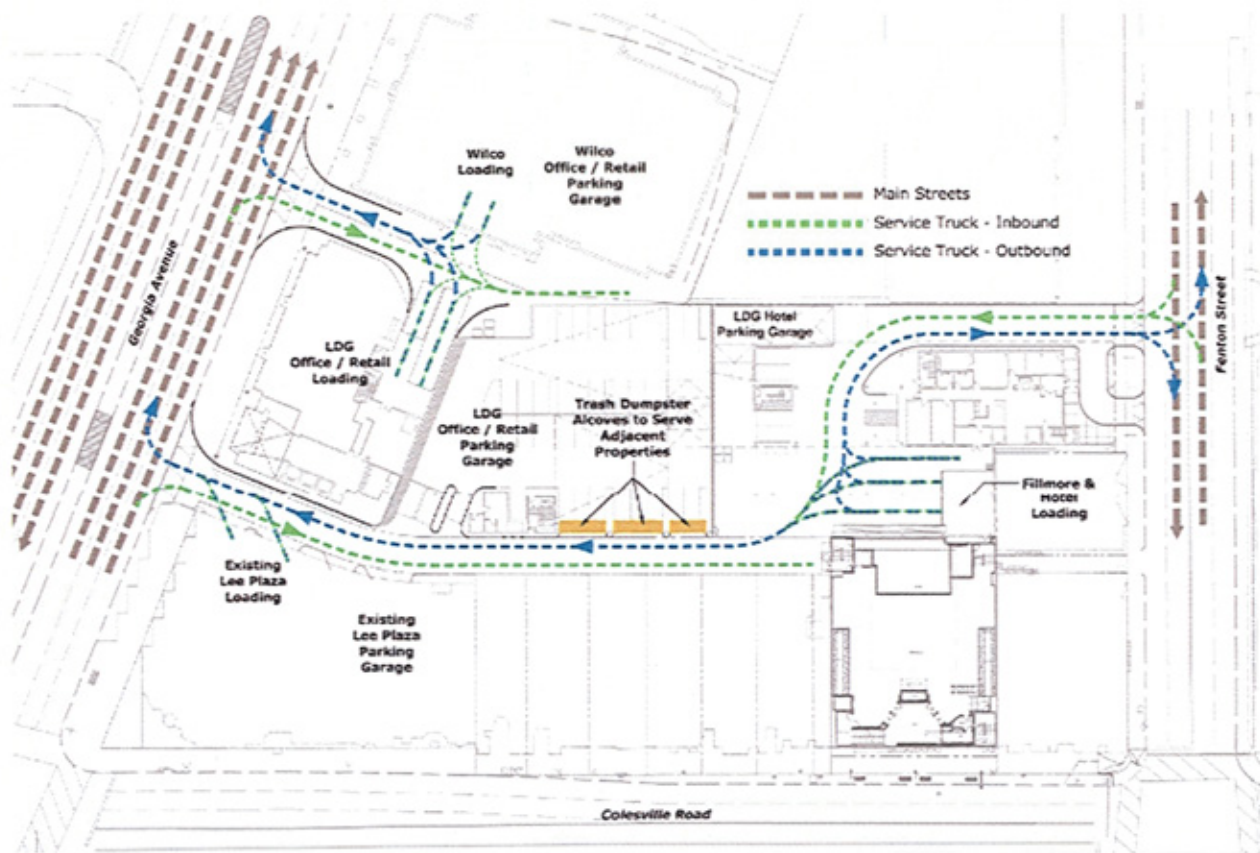 Wilco
Loading
Wilco
Office / Retail
Parking
Garage
Main Streets
Service Truck - Inbound
Service Truck - Outbound
Georgia Avenue
Fenton Street
LDG Hotel
Parking Garage
LDG
Office / Retail
Loading
LDG
Office / Retail
Parking
Garage
Trash Dumpster
Alcoves to Serve
Adjacent
Properties
Fillmore &
Hotel
Loading
Existing
Lee Plaza
Loading
Existing
Lee Plaza
Parking
Garage
Colesville Road